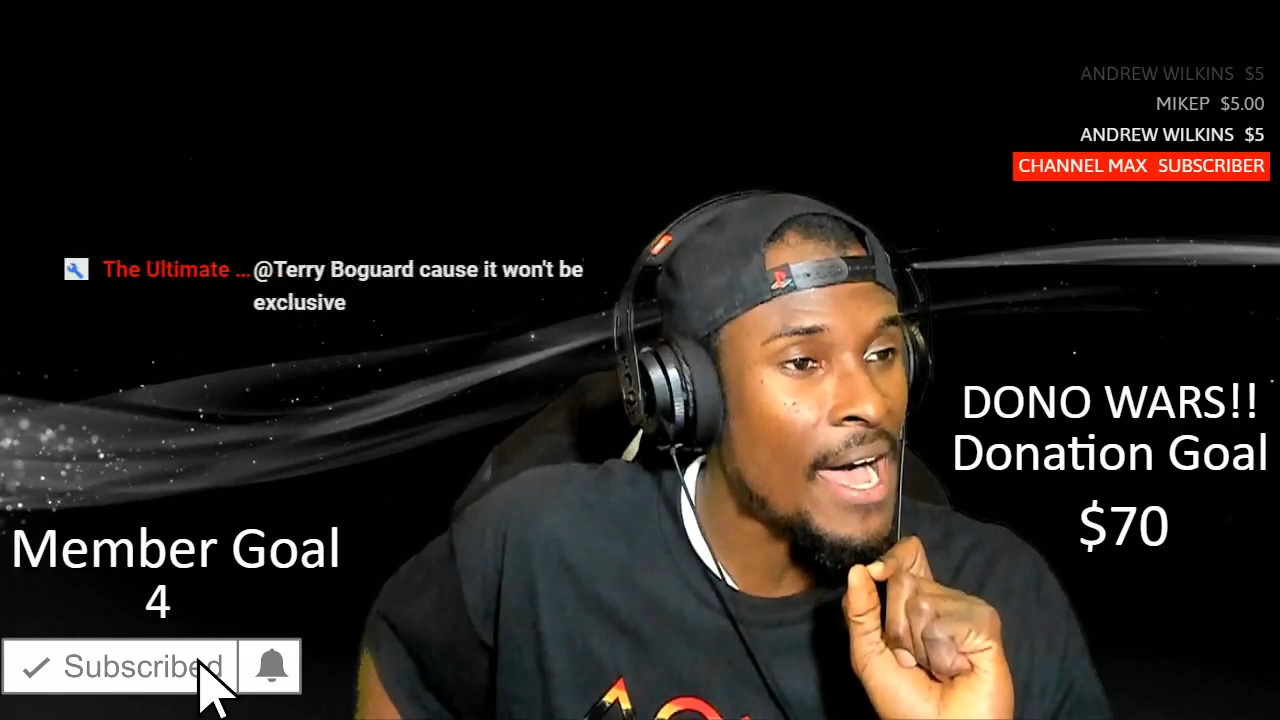 ANDREW WILKINS $5
MIKEP $5.00
ANDREW WILKINS $5
CHANNEL MAX SUBSCRIBER
The Ultimate ... @Terry Boguard cause it won't be
exclusive
DONO WARS!!
Donation Goal
$70
Member Goal
4
Subscribed